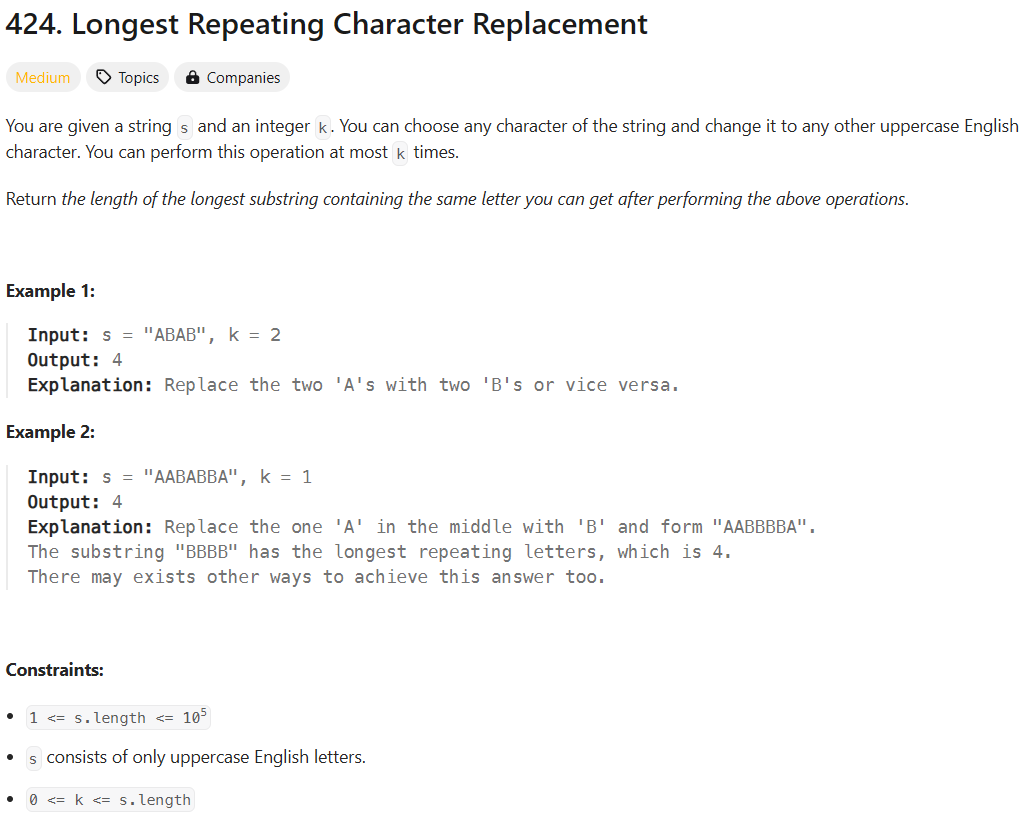 424. Longest Repeating Character Replacement
Medium Topics Companies
You are given a string s and an integer k. You can choose any character of the string and change it to any other uppercase English
character. You can perform this operation at most k times.
Return the length of the longest substring containing the same letter you can get after performing the above operations.
Example 1:
Input: s = "ABAB", k = 2
Output: 4
Explanation: Replace the two 'A's with two 'B's or vice versa.
Example 2:
Input: s = "AABABBA", k = 1
Output: 4
Explanation: Replace the one 'A' in the middle with 'B' and form "AABBBBA".
The substring "BBBB" has the longest repeating letters, which is 4.
There may exists other ways to achieve this answer too.
Constraints:
• 1 <= s.length <= 10⁵
• s consists of only uppercase English letters.
• 0 <= k <= s.length